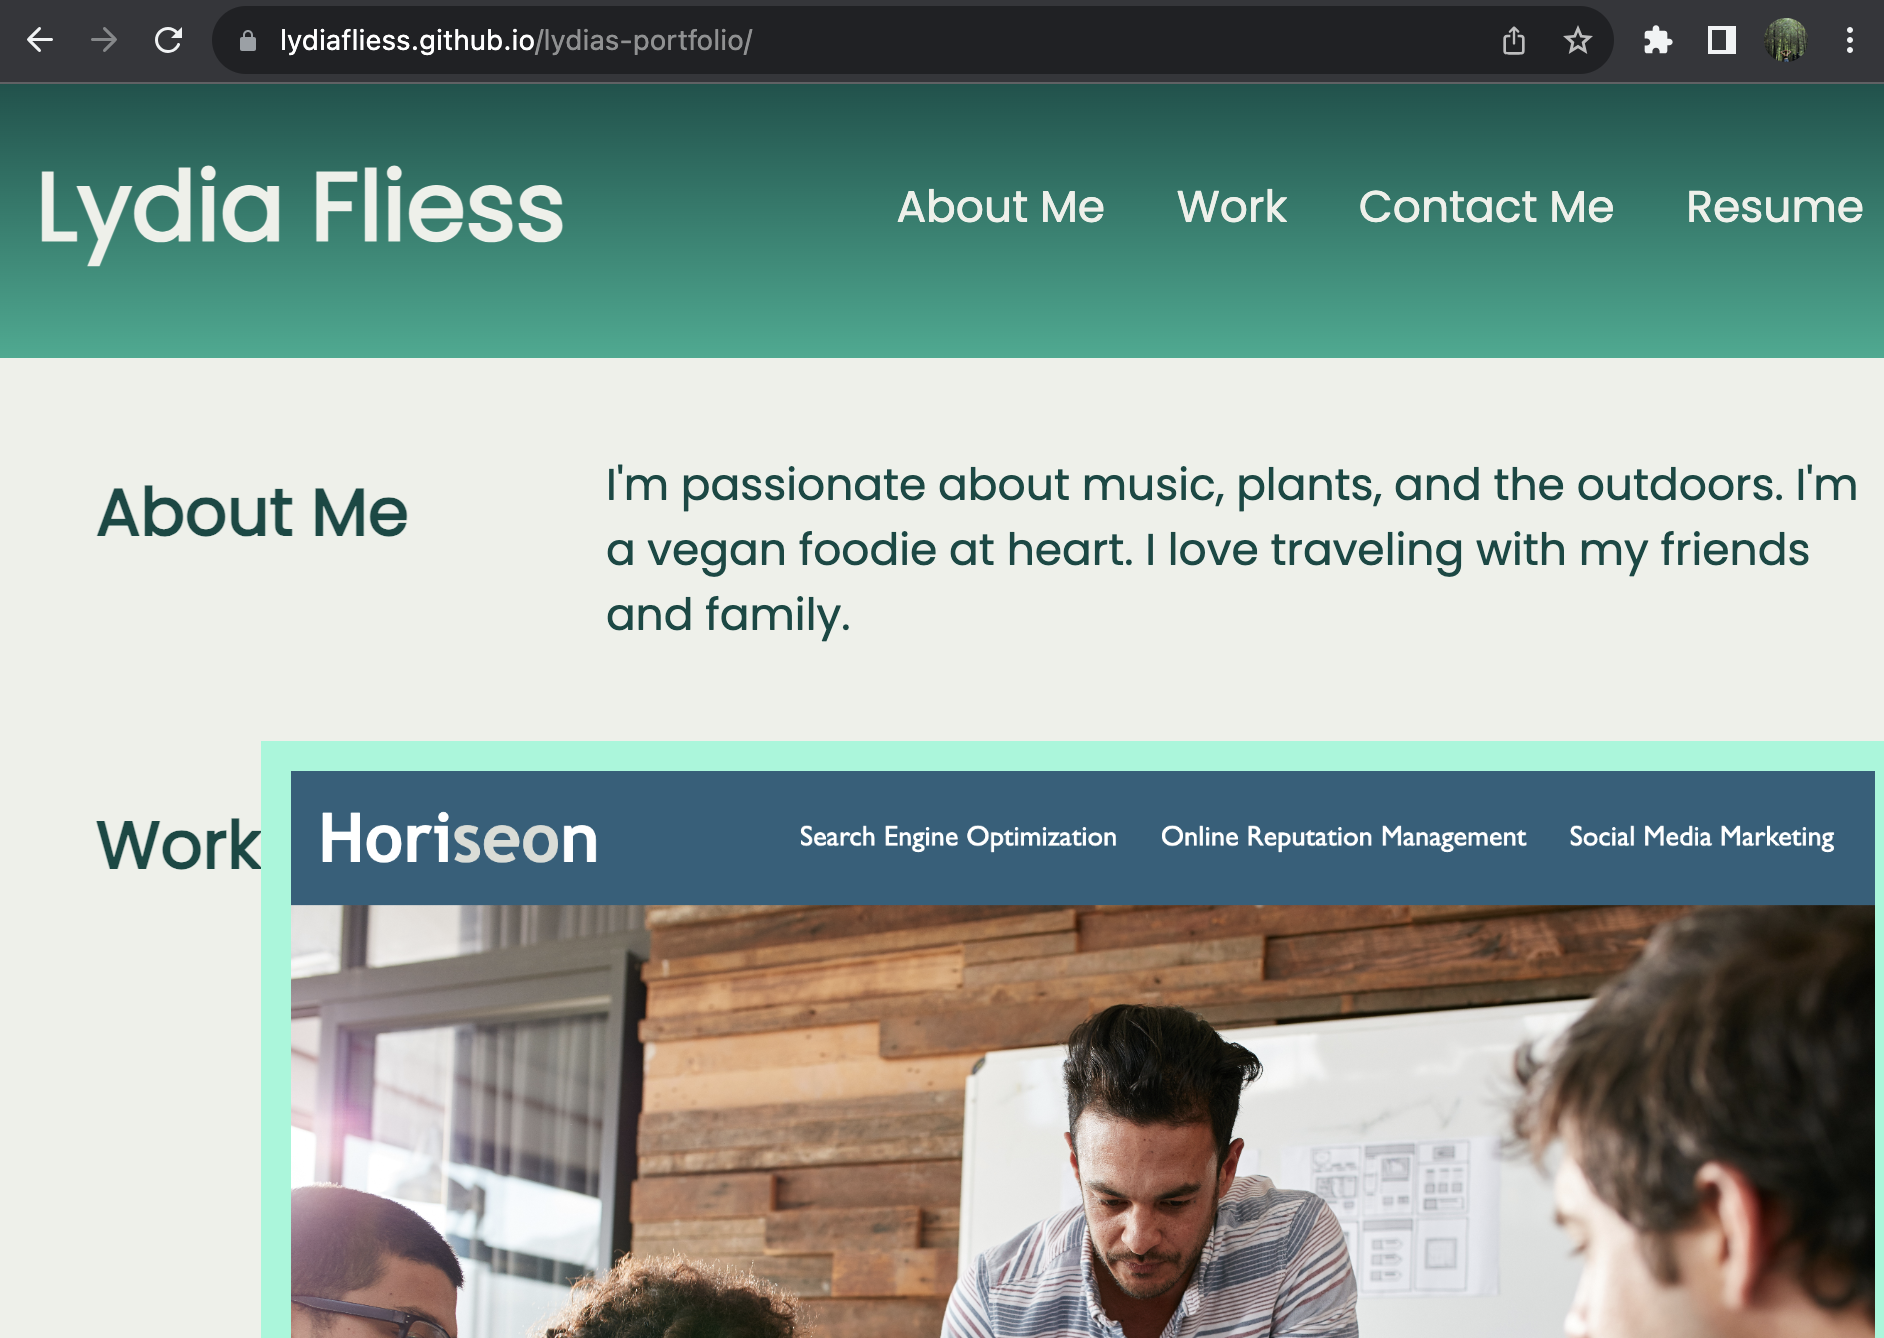 lydiafliess.github.io/lydias-portfolio/
Lydia Fliess
About Me Work Contact Me Resume
About Me
I'm passionate about music, plants, and the outdoors. I'm
a vegan foodie at heart. I love traveling with my friends
and family.
Work
Horiseon
Search Engine Optimization Online Reputation Management Social Media Marketing